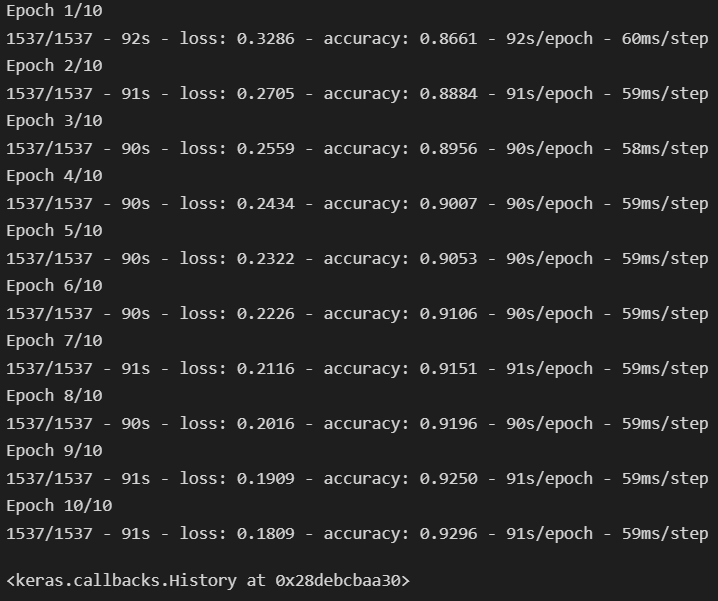 Epoch 1/10
1537/1537 - 92s - loss: 0.3286 - accuracy: 0.8661 - 92s/epoch - 60ms/step
Epoch 2/10
1537/1537 - 91s - loss: 0.2705 - accuracy: 0.8884 - 91s/epoch - 59ms/step
Epoch 3/10
1537/1537 - 90s - loss: 0.2559 - accuracy: 0.8956 - 90s/epoch - 58ms/step
Epoch 4/10
1537/1537 - 90s - loss: 0.2434 - accuracy: 0.9007 - 90s/epoch - 59ms/step
Epoch 5/10
1537/1537 - 90s - loss: 0.2322 - accuracy: 0.9053 - 90s/epoch - 59ms/step
Epoch 6/10
1537/1537 - 90s - loss: 0.2226 - accuracy: 0.9106 - 90s/epoch - 59ms/step
Epoch 7/10
1537/1537 - 91s - loss: 0.2116 - accuracy: 0.9151 - 91s/epoch - 59ms/step
Epoch 8/10
1537/1537 - 90s - loss: 0.2016 - accuracy: 0.9196 - 90s/epoch - 59ms/step
Epoch 9/10
1537/1537 - 91s - loss: 0.1909 - accuracy: 0.9250 - 91s/epoch - 59ms/step
Epoch 10/10
1537/1537 - 91s - loss: 0.1809 - accuracy: 0.9296 - 91s/epoch - 59ms/step
<keras.callbacks.History at 0x28debcbaa30>